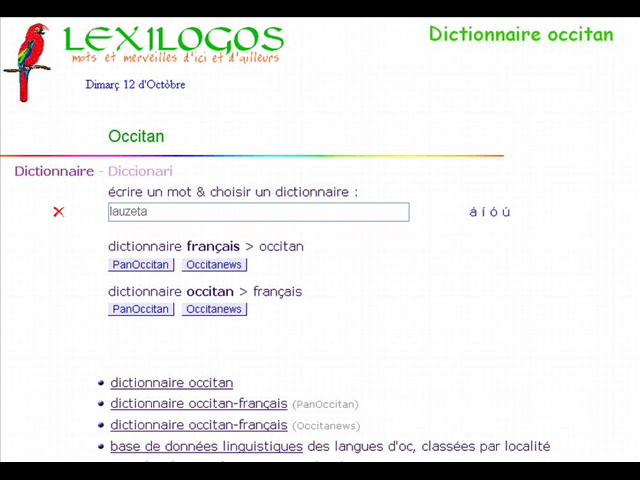 LEXILOGOS
mots et merveilles d'ici et d'ailleurs
Dictionnaire occitan
Dimarç 12 d'Octòbre
Occitan
Dictionnaire - Diccionari
écrire un mot & choisir un dictionnaire :
lauzeta
á í ó ú
dictionnaire français > occitan
PanOccitan Occitanews
dictionnaire occitan > français
PanOccitan Occitanews
dictionnaire occitan
dictionnaire occitan-français (PanOccitan)
dictionnaire occitan-français (Occitanews)
base de données linguistiques des langues d'oc, classées par localité